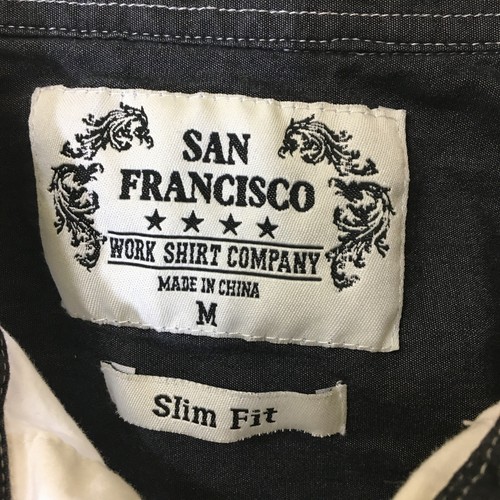 SAN
FRANCISCO
★★★★
WORK SHIRT COMPANY
MADE IN CHINA
M
Slim Fit